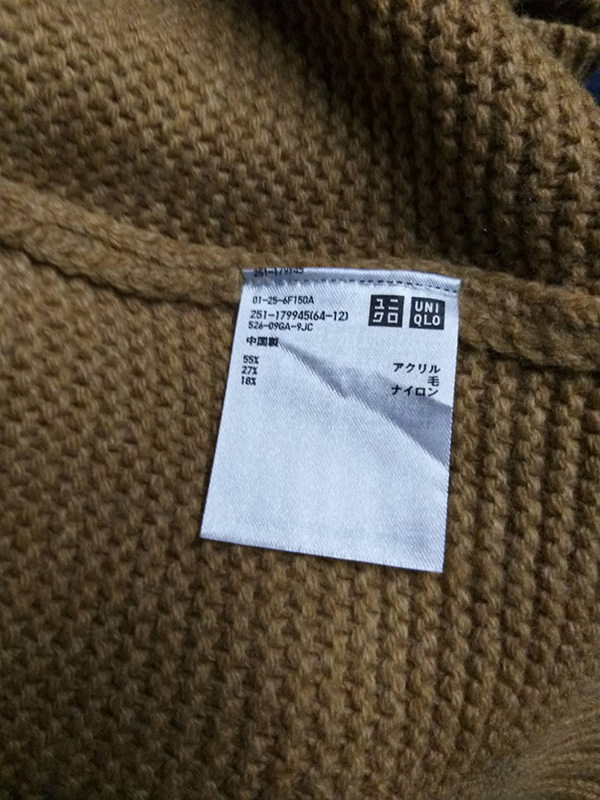 251-179945
01-25-6F150A
251-179945(64-12)
526-09GA-9JC
ユニ
クロ
UNI
QLO
中国製
55% アクリル
27% 毛
18% ナイロン